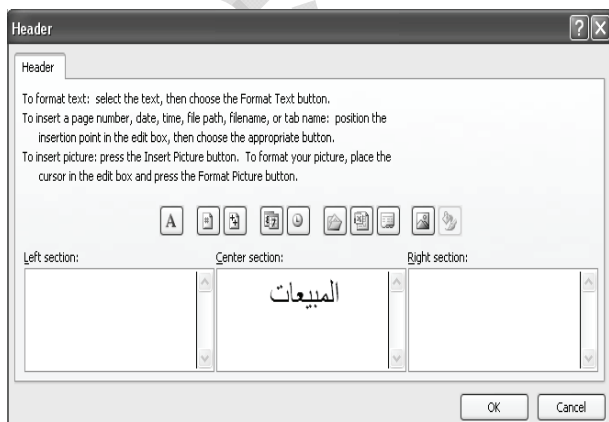 Header
Header
To format text: select the text, then choose the Format Text button.
To insert a page number, date, time, file path, filename, or tab name: position the
insertion point in the edit box, then choose the appropriate button.
To insert picture: press the Insert Picture button. To format your picture, place the
cursor in the edit box and press the Format Picture button.
A
Left section:
Center section:
Right section:
المبيعات
OK
Cancel